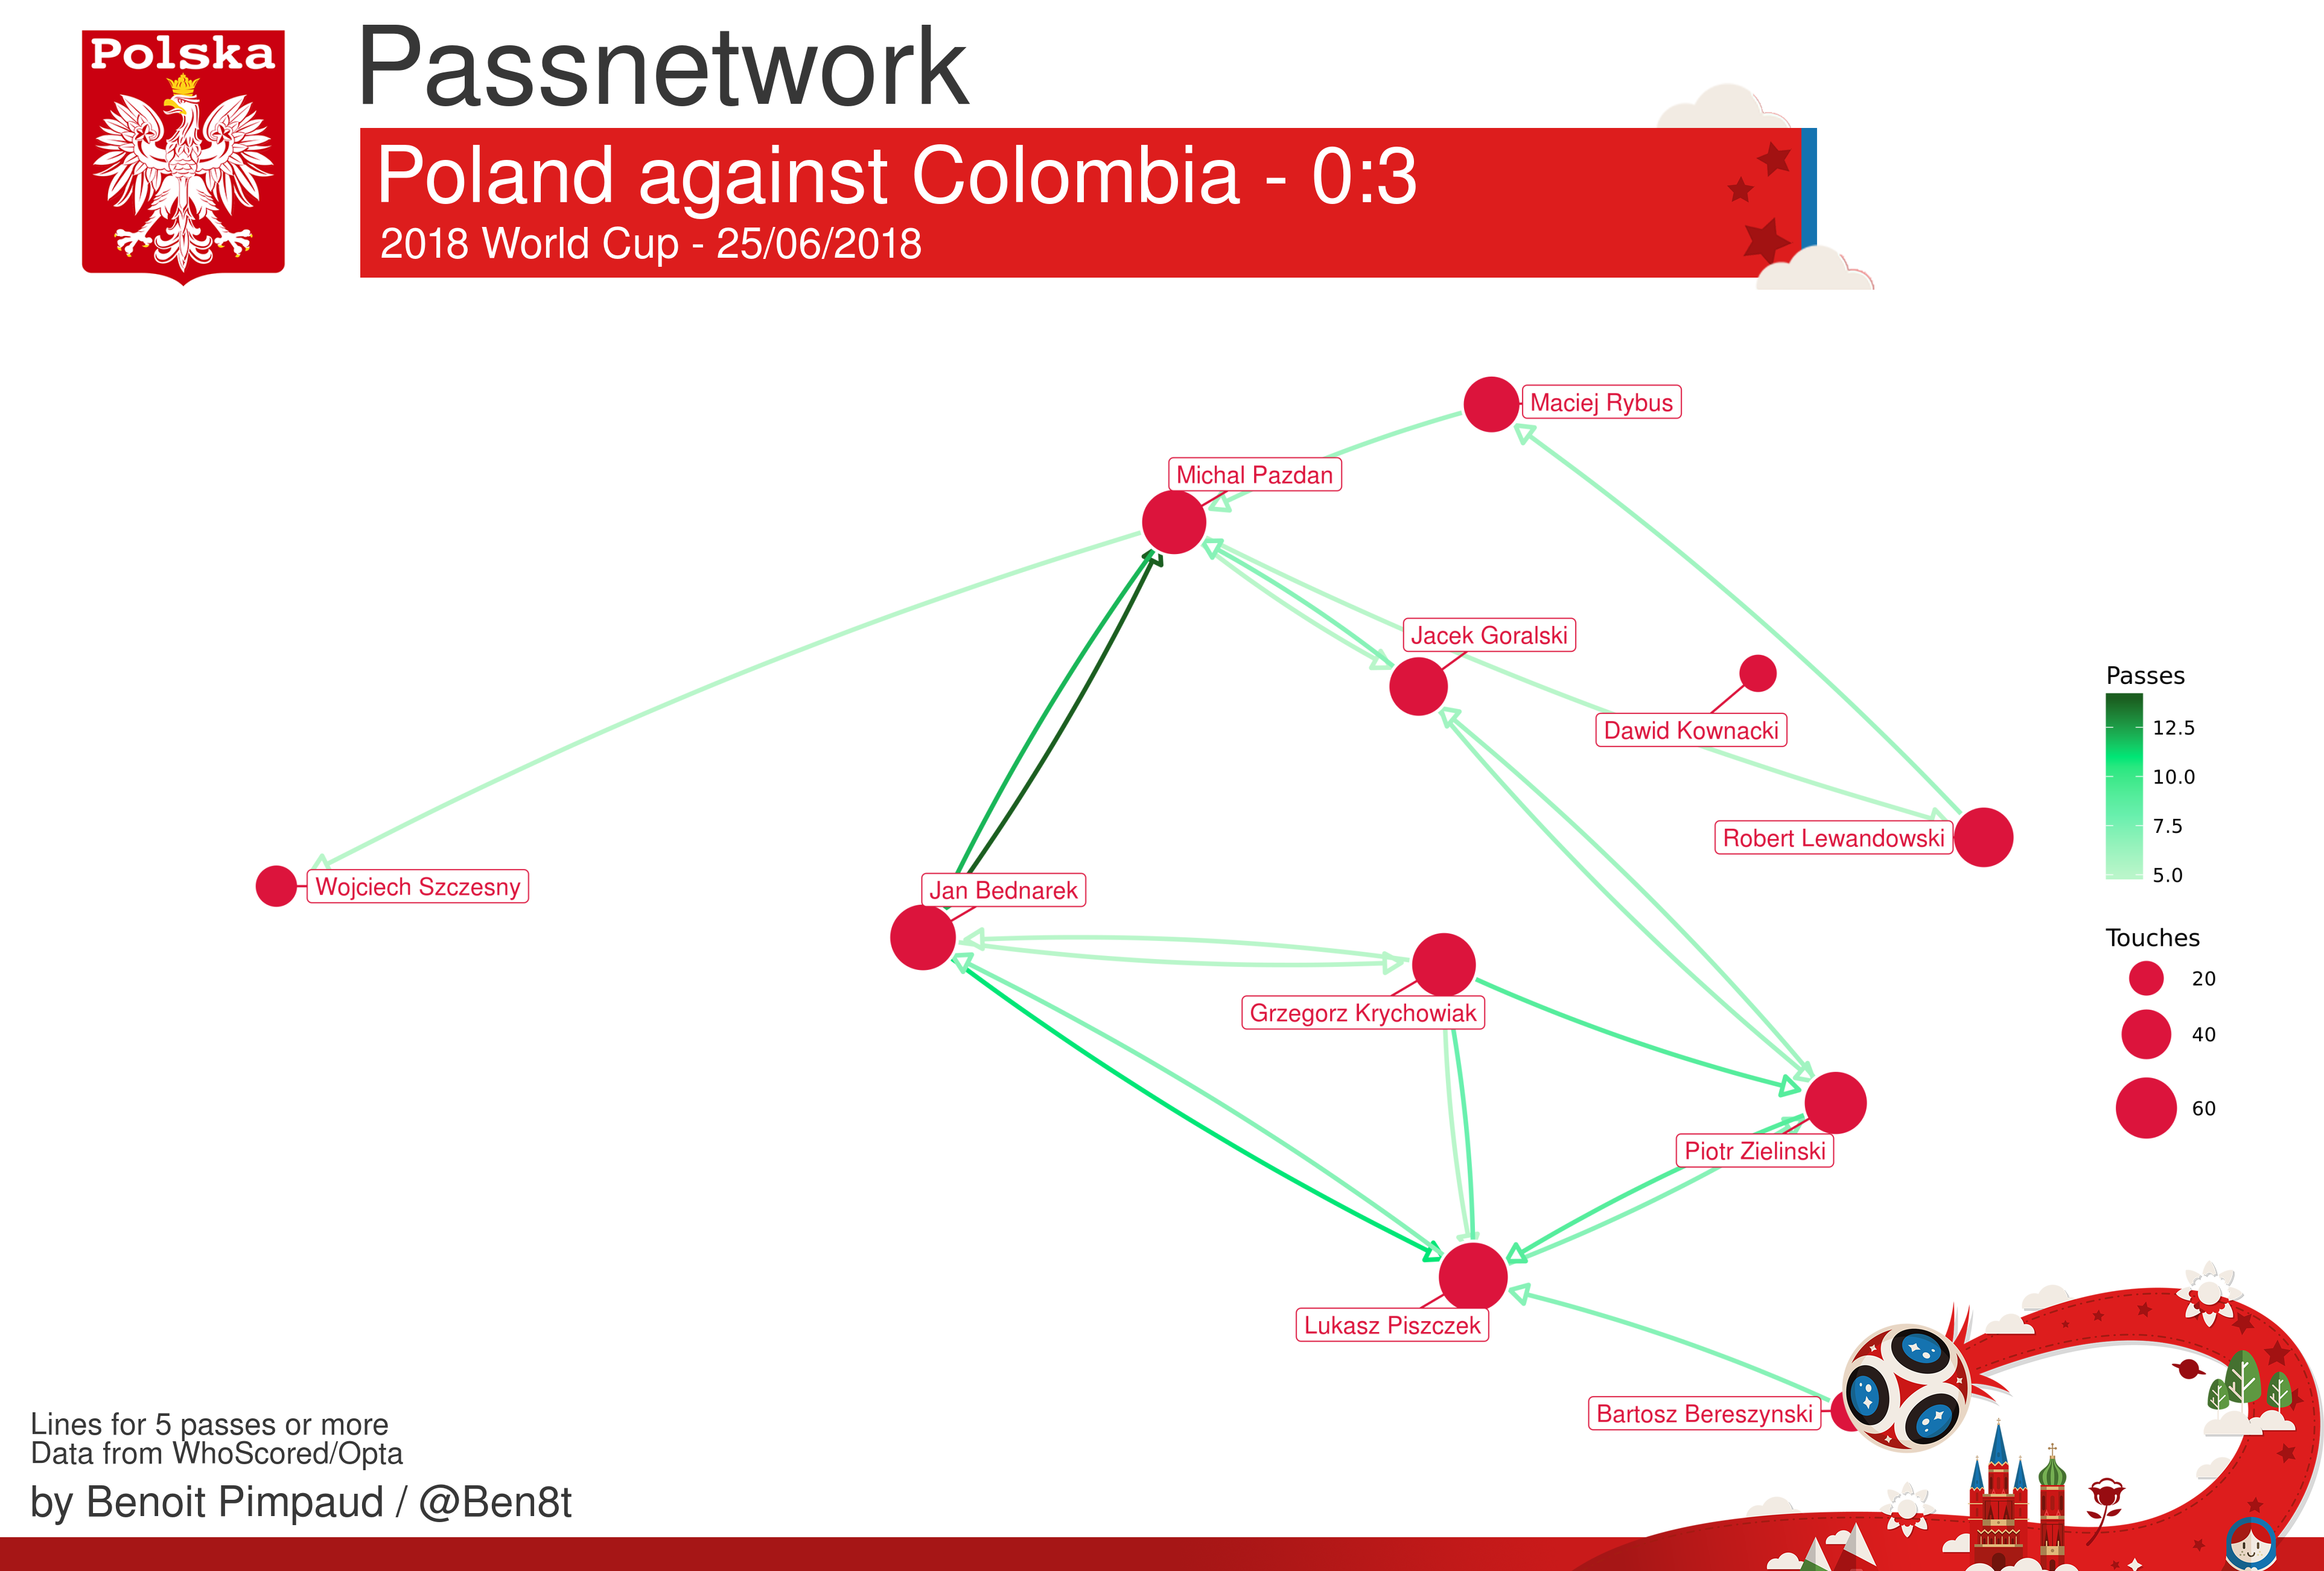 Polska
Passnetwork
Poland against Colombia - 0:3
2018 World Cup - 25/06/2018
Maciej Rybus
Michal Pazdan
Jacek Goralski
Dawid Kownacki
Robert Lewandowski
Wojciech Szczesny
Jan Bednarek
Grzegorz Krychowiak
Piotr Zielinski
Lukasz Piszczek
Bartosz Bereszynski
Passes
12.5
10.0
7.5
5.0
Touches
20
40
60
Lines for 5 passes or more
Data from WhoScored/Opta
by Benoit Pimpaud / @Ben8t